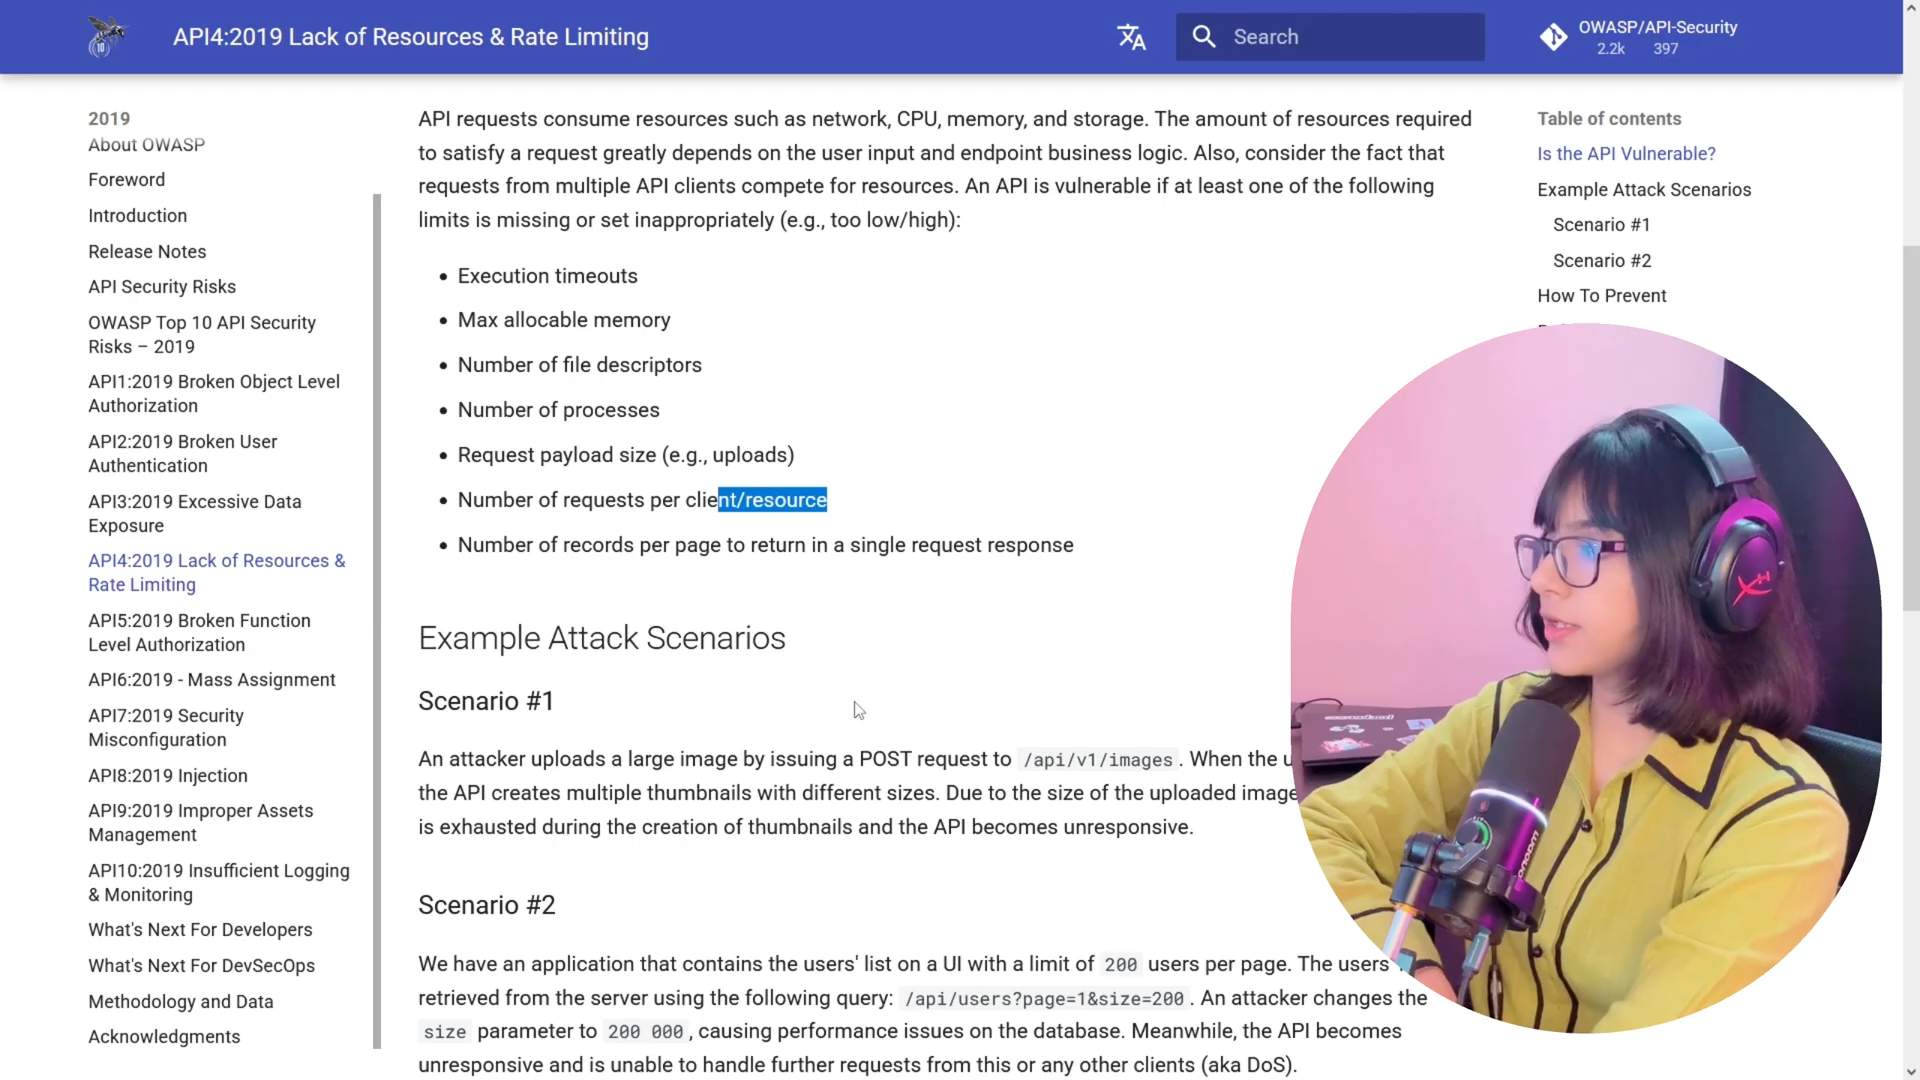 API4:2019 Lack of Resources & Rate Limiting
Search
OWASP/API-Security
2.2k 397
2019
About OWASP
Foreword
Introduction
Release Notes
API Security Risks
OWASP Top 10 API Security
Risks – 2019
API1:2019 Broken Object Level
Authorization
API2:2019 Broken User
Authentication
API3:2019 Excessive Data
Exposure
API4:2019 Lack of Resources &
Rate Limiting
API5:2019 Broken Function
Level Authorization
API6:2019 - Mass Assignment
API7:2019 Security
Misconfiguration
API8:2019 Injection
API9:2019 Improper Assets
Management
API10:2019 Insufficient Logging
& Monitoring
What's Next For Developers
What's Next For DevSecOps
Methodology and Data
Acknowledgments
API requests consume resources such as network, CPU, memory, and storage. The amount of resources required
to satisfy a request greatly depends on the user input and endpoint business logic. Also, consider the fact that
requests from multiple API clients compete for resources. An API is vulnerable if at least one of the following
limits is missing or set inappropriately (e.g., too low/high):
• Execution timeouts
• Max allocable memory
• Number of file descriptors
• Number of processes
• Request payload size (e.g., uploads)
• Number of requests per client/resource
• Number of records per page to return in a single request response
Example Attack Scenarios
Scenario #1
An attacker uploads a large image by issuing a POST request to /api/v1/images. When the
the API creates multiple thumbnails with different sizes. Due to the size of the uploaded image
is exhausted during the creation of thumbnails and the API becomes unresponsive.
Scenario #2
We have an application that contains the users' list on a UI with a limit of 200 users per page. The users'
retrieved from the server using the following query: /api/users?page=1&size=200. An attacker changes the
size parameter to 200 000, causing performance issues on the database. Meanwhile, the API becomes
unresponsive and is unable to handle further requests from this or any other clients (aka DoS).
Table of contents
Is the API Vulnerable?
Example Attack Scenarios
Scenario #1
Scenario #2
How To Prevent